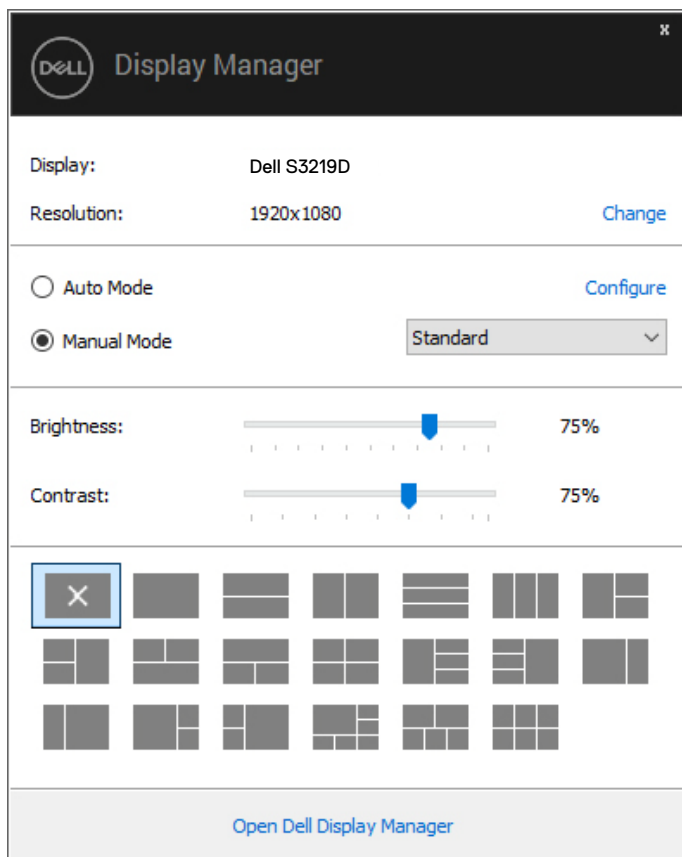 x
DELL Display Manager
Display: Dell S3219D
Resolution: 1920x1080 Change
Auto Mode Configure
Manual Mode Standard
Brightness: 75%
Contrast: 75%
Open Dell Display Manager